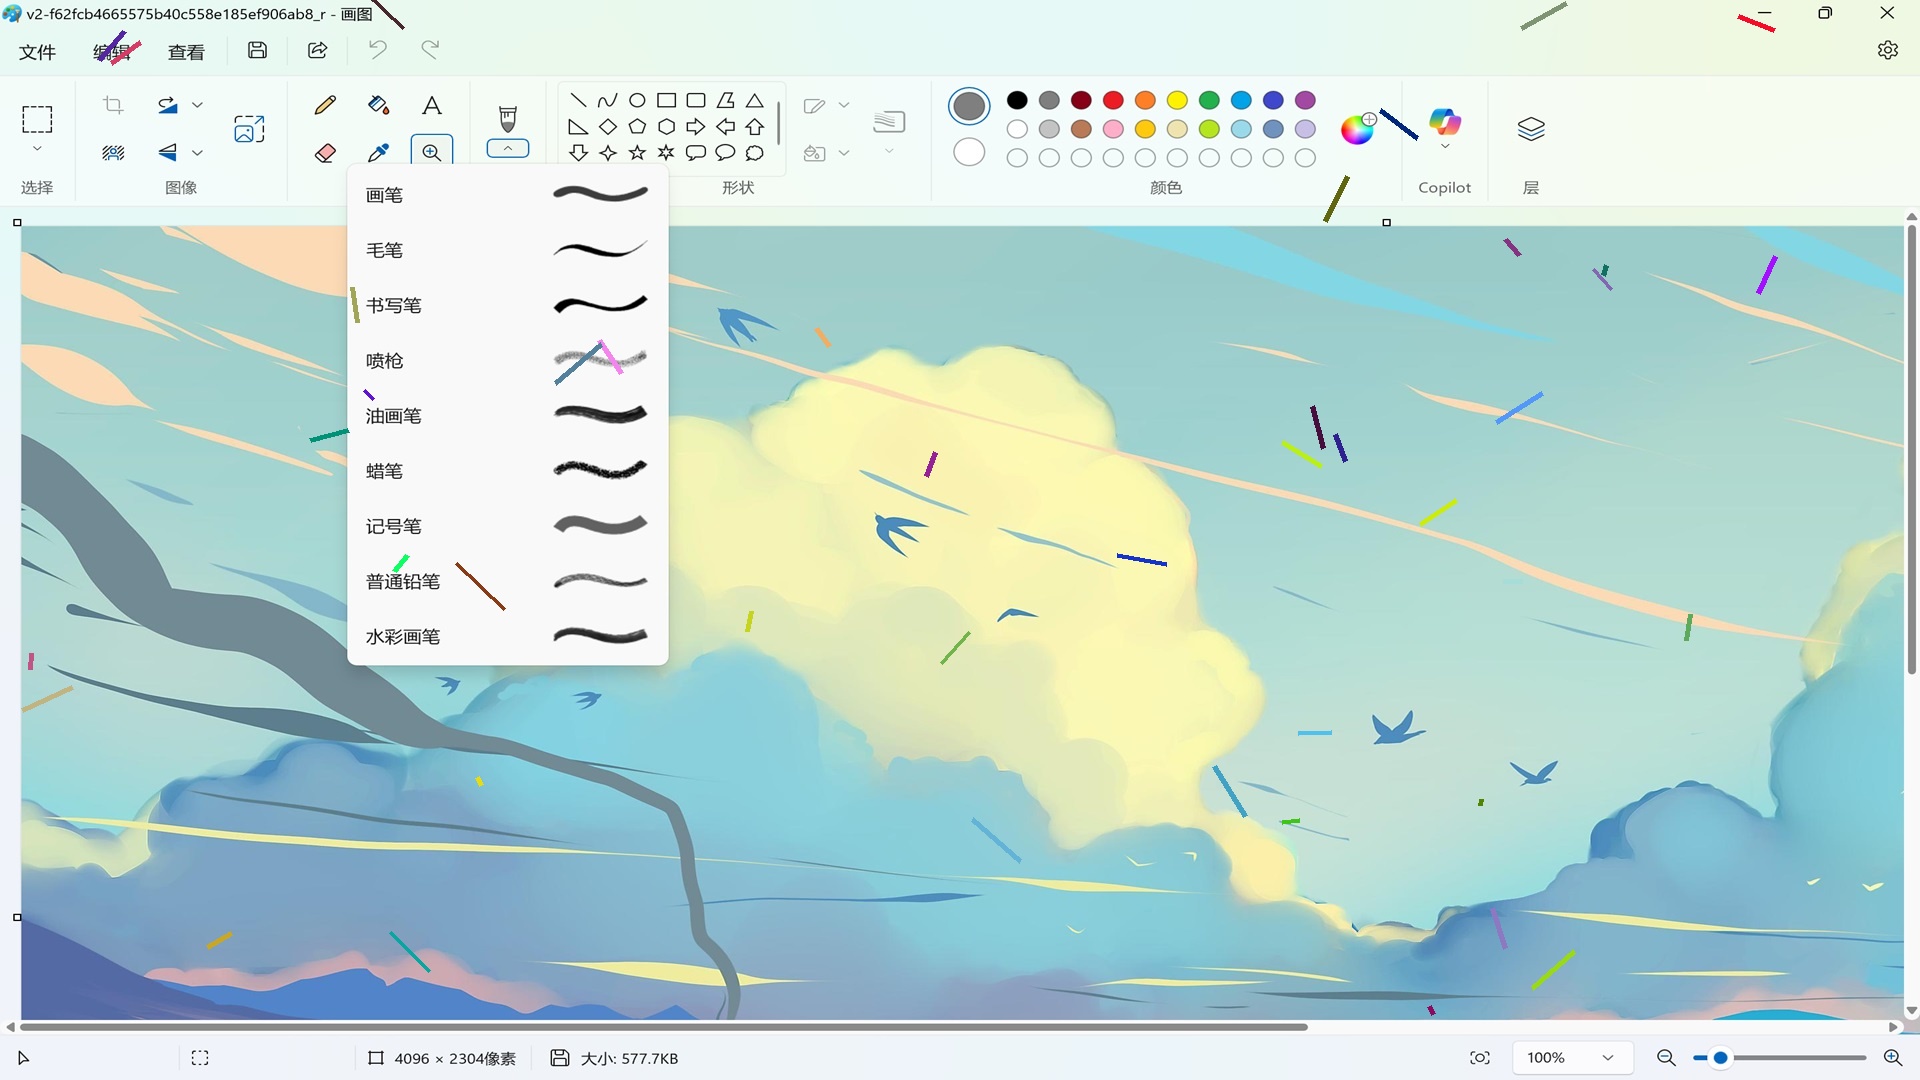 v2-f62fcb4665575b40c558e185ef906ab8_r - 画图
文件 编辑 查看
选择
图像
形状
颜色
Copilot
层
画笔
毛笔
书写笔
喷枪
油画笔
蜡笔
记号笔
普通铅笔
水彩画笔
4096 × 2304像素
大小: 577.7KB
100%